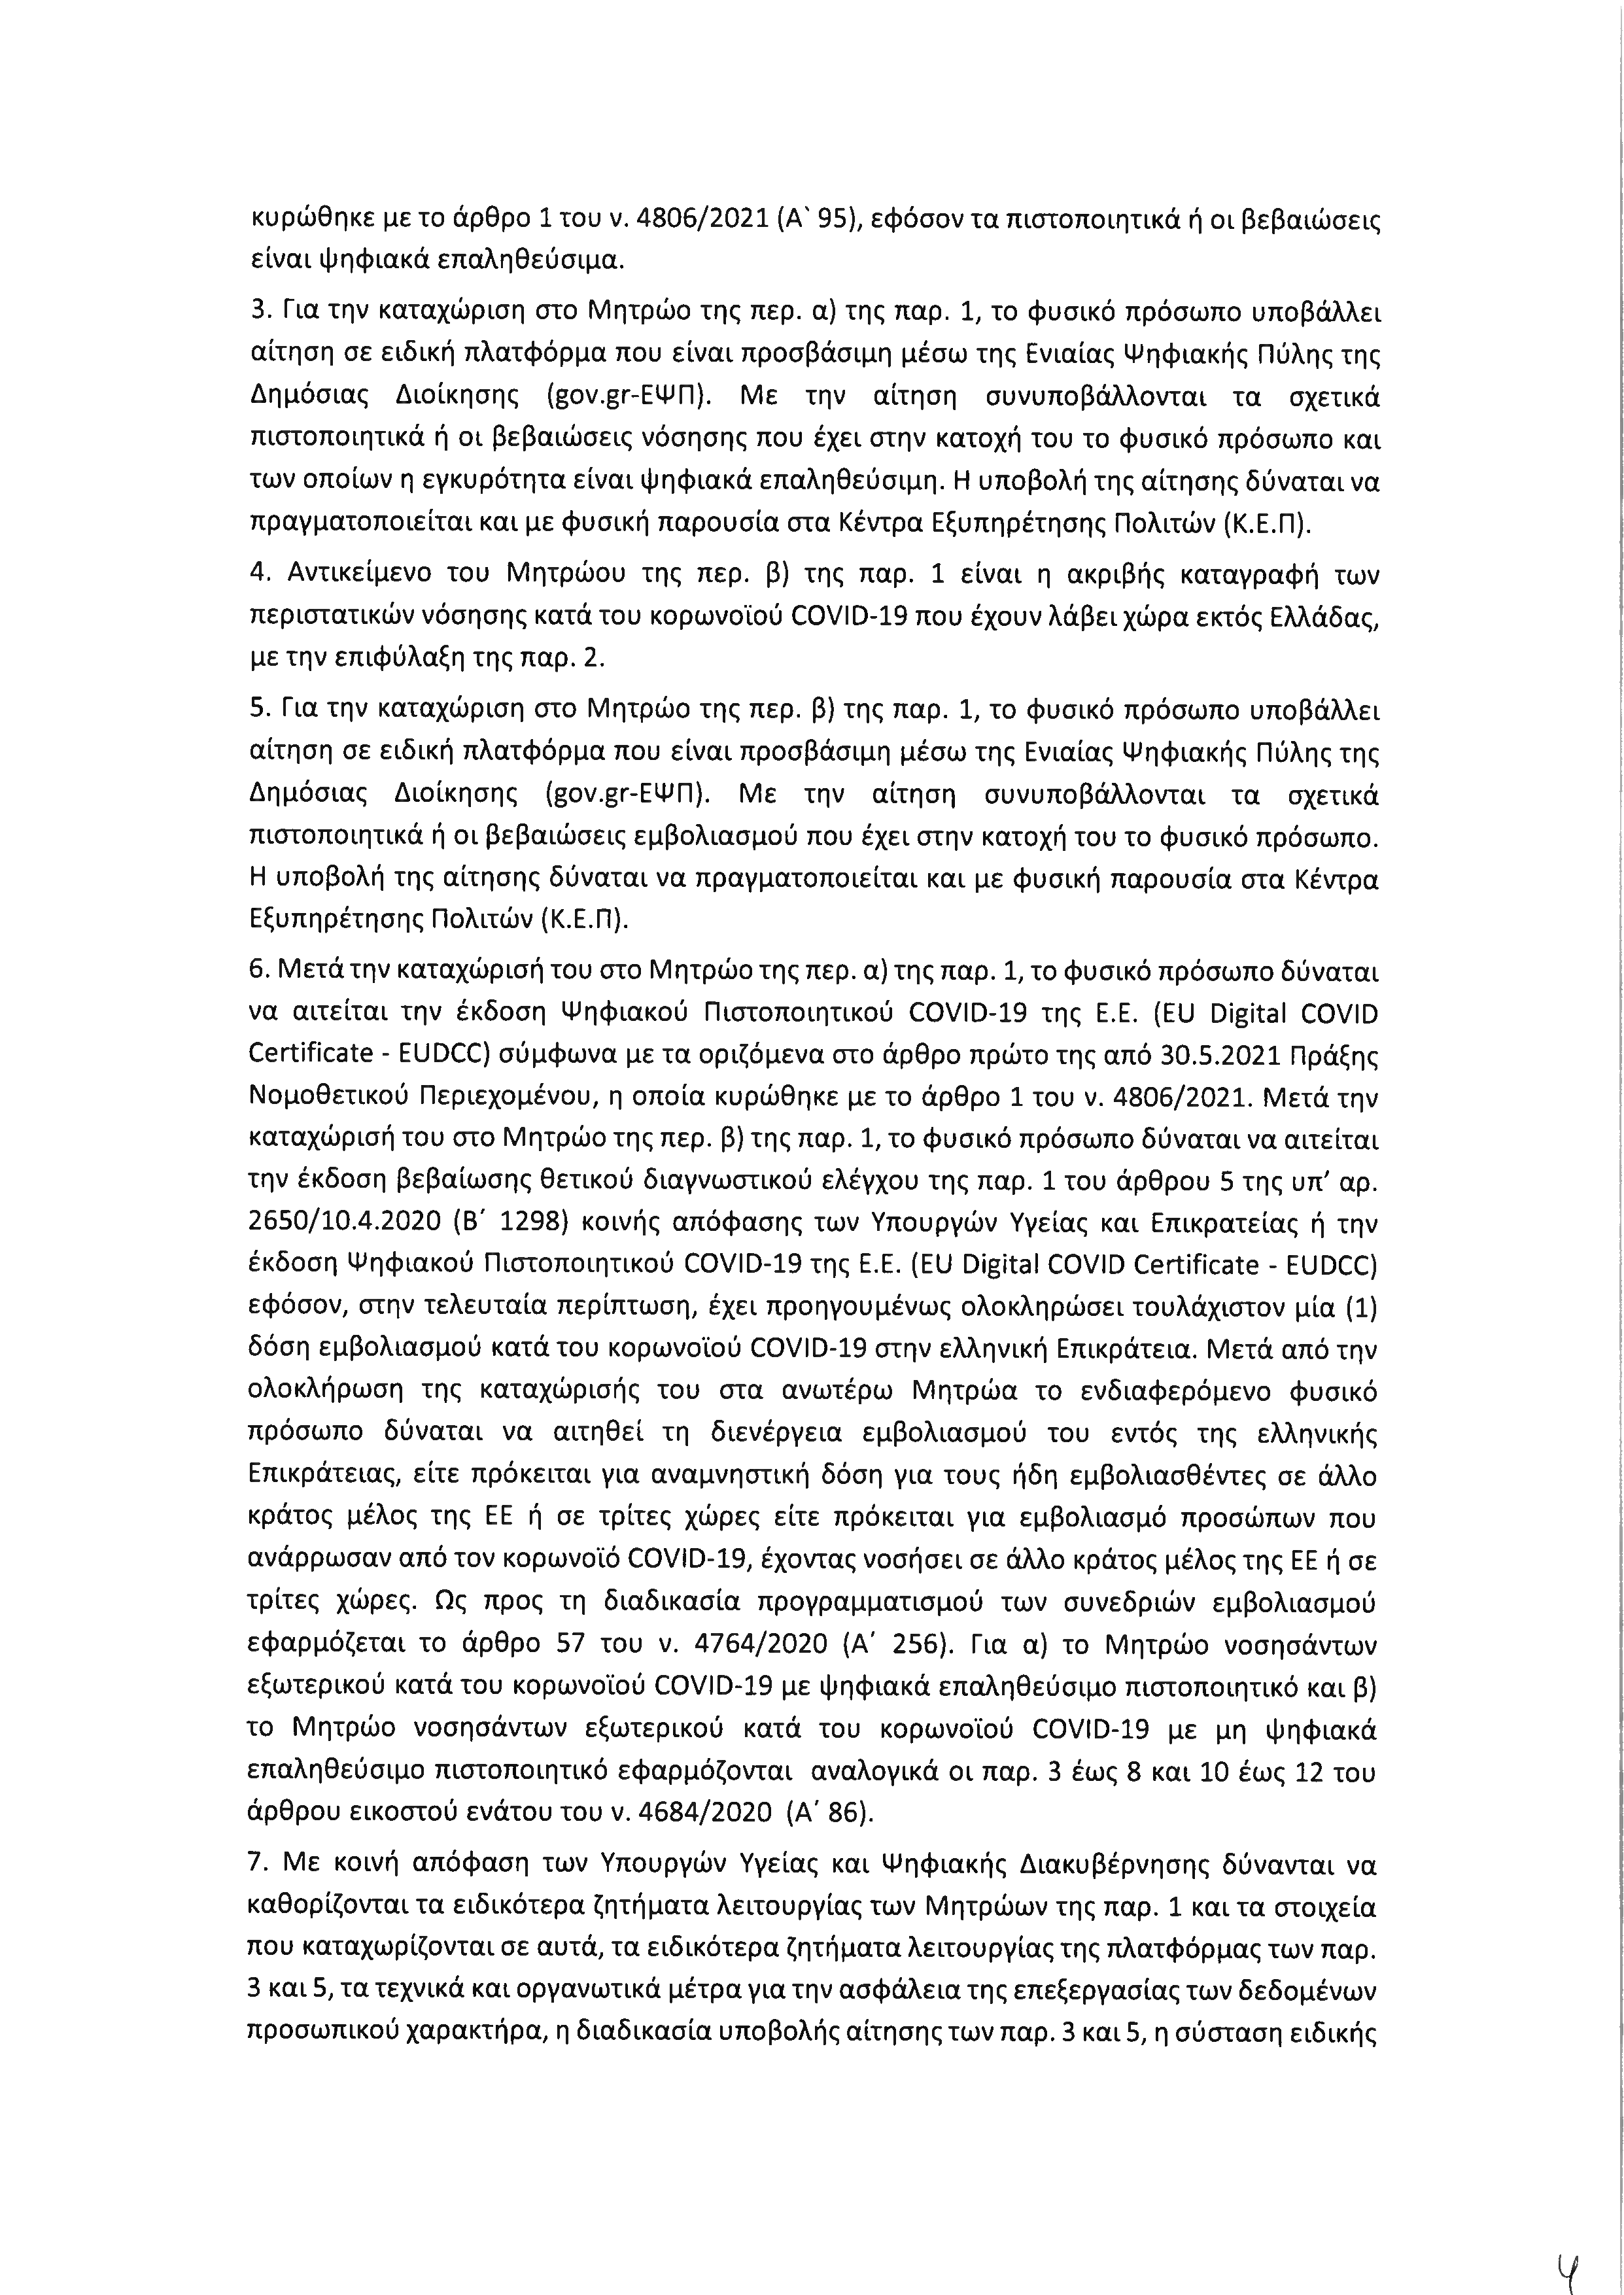 κυρώθηκε με το άρθρο 1 του ν. 4806/2021 (Α` 95), εφόσον τα πιστοποιητικά ή οι βεβαιώσεις
είναι ψηφιακά επαληθεύσιμα.
3. Για την καταχώριση στο Μητρώο της περ. α) της παρ. 1, το φυσικό πρόσωπο υποβάλλει
αίτηση σε ειδική πλατφόρμα που είναι προσβάσιμη μέσω της Ενιαίας Ψηφιακής Πύλης της
Δημόσιας Διοίκησης (gov.gr-ΕΨΠ). Με την αίτηση συνυποβάλλονται τα σχετικά
πιστοποιητικά ή οι βεβαιώσεις νόσησης που έχει στην κατοχή του το φυσικό πρόσωπο και
των οποίων η εγκυρότητα είναι ψηφιακά επαληθεύσιμη. Η υποβολή της αίτησης δύναται να
πραγματοποιείται και με φυσική παρουσία στα Κέντρα Εξυπηρέτησης Πολιτών (Κ.Ε.Π).
4. Αντικείμενο του Μητρώου της περ. β) της παρ. 1 είναι η ακριβής καταγραφή των
περιστατικών νόσησης κατά του κορωνοϊού COVID-19 που έχουν λάβει χώρα εκτός Ελλάδας,
με την επιφύλαξη της παρ. 2.
5. Για την καταχώριση στο Μητρώο της περ. β) της παρ. 1, το φυσικό πρόσωπο υποβάλλει
αίτηση σε ειδική πλατφόρμα που είναι προσβάσιμη μέσω της Ενιαίας Ψηφιακής Πύλης της
Δημόσιας Διοίκησης (gov.gr-ΕΨΠ). Με την αίτηση συνυποβάλλονται τα σχετικά
πιστοποιητικά ή οι βεβαιώσεις εμβολιασμού που έχει στην κατοχή του το φυσικό πρόσωπο.
Η υποβολή της αίτησης δύναται να πραγματοποιείται και με φυσική παρουσία στα Κέντρα
Εξυπηρέτησης Πολιτών (Κ.Ε.Π).
6. Μετά την καταχώρισή του στο Μητρώο της περ. α) της παρ. 1, το φυσικό πρόσωπο δύναται
να αιτείται την έκδοση Ψηφιακού Πιστοποιητικού COVID-19 της Ε.Ε. (EU Digital COVID
Certificate - EUDCC) σύμφωνα με τα οριζόμενα στο άρθρο πρώτο της από 30.5.2021 Πράξης
Νομοθετικού Περιεχομένου, η οποία κυρώθηκε με το άρθρο 1 του ν. 4806/2021. Μετά την
καταχώρισή του στο Μητρώο της περ. β) της παρ. 1, το φυσικό πρόσωπο δύναται να αιτείται
την έκδοση βεβαίωσης θετικού διαγνωστικού ελέγχου της παρ. 1 του άρθρου 5 της υπ' αρ.
2650/10.4.2020 (Β΄ 1298) κοινής απόφασης των Υπουργών Υγείας και Επικρατείας ή την
έκδοση Ψηφιακού Πιστοποιητικού COVID-19 της Ε.Ε. (EU Digital COVID Certificate - EUDCC)
εφόσον, στην τελευταία περίπτωση, έχει προηγουμένως ολοκληρώσει τουλάχιστον μία (1)
δόση εμβολιασμού κατά του κορωνοϊού COVID-19 στην ελληνική Επικράτεια. Μετά από την
ολοκλήρωση της καταχώρισής του στα ανωτέρω Μητρώα το ενδιαφερόμενο φυσικό
πρόσωπο δύναται να αιτηθεί τη διενέργεια εμβολιασμού του εντός της ελληνικής
Επικράτειας, είτε πρόκειται για αναμνηστική δόση για τους ήδη εμβολιασθέντες σε άλλο
κράτος μέλος της ΕΕ ή σε τρίτες χώρες είτε πρόκειται για εμβολιασμό προσώπων που
ανάρρωσαν από τον κορωνοϊό COVID-19, έχοντας νοσήσει σε άλλο κράτος μέλος της ΕΕ ή σε
τρίτες χώρες. Ως προς τη διαδικασία προγραμματισμού των συνεδριών εμβολιασμού
εφαρμόζεται το άρθρο 57 του ν. 4764/2020 (Α΄ 256). Για α) το Μητρώο νοσησάντων
εξωτερικού κατά του κορωνοϊού COVID-19 με ψηφιακά επαληθεύσιμο πιστοποιητικό και β)
το Μητρώο νοσησάντων εξωτερικού κατά του κορωνοϊού COVID-19 με μη ψηφιακά
επαληθεύσιμο πιστοποιητικό εφαρμόζονται αναλογικά οι παρ. 3 έως 8 και 10 έως 12 του
άρθρου εικοστού ενάτου του ν. 4684/2020 (Α΄ 86).
7. Με κοινή απόφαση των Υπουργών Υγείας και Ψηφιακής Διακυβέρνησης δύνανται να
καθορίζονται τα ειδικότερα ζητήματα λειτουργίας των Μητρώων της παρ. 1 και τα στοιχεία
που καταχωρίζονται σε αυτά, τα ειδικότερα ζητήματα λειτουργίας της πλατφόρμας των παρ.
3 και 5, τα τεχνικά και οργανωτικά μέτρα για την ασφάλεια της επεξεργασίας των δεδομένων
προσωπικού χαρακτήρα, η διαδικασία υποβολής αίτησης των παρ. 3 και 5, η σύσταση ειδικής
4